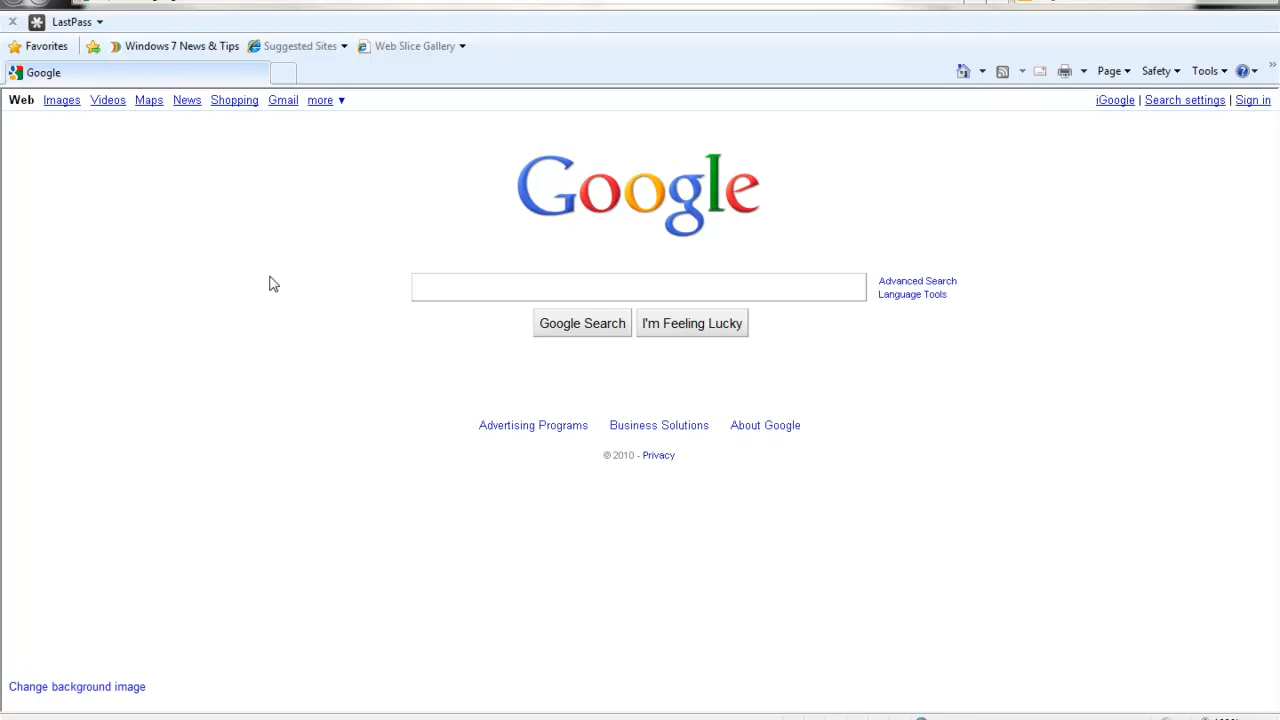 LastPass
Favorites Windows 7 News & Tips Suggested Sites Web Slice Gallery
Google Page Safety Tools
Web Images Videos Maps News Shopping Gmail more ▼ iGoogle | Search settings | Sign in
Google
Advanced Search
Language Tools
Google Search I'm Feeling Lucky
Advertising Programs Business Solutions About Google
© 2010 - Privacy
Change background image